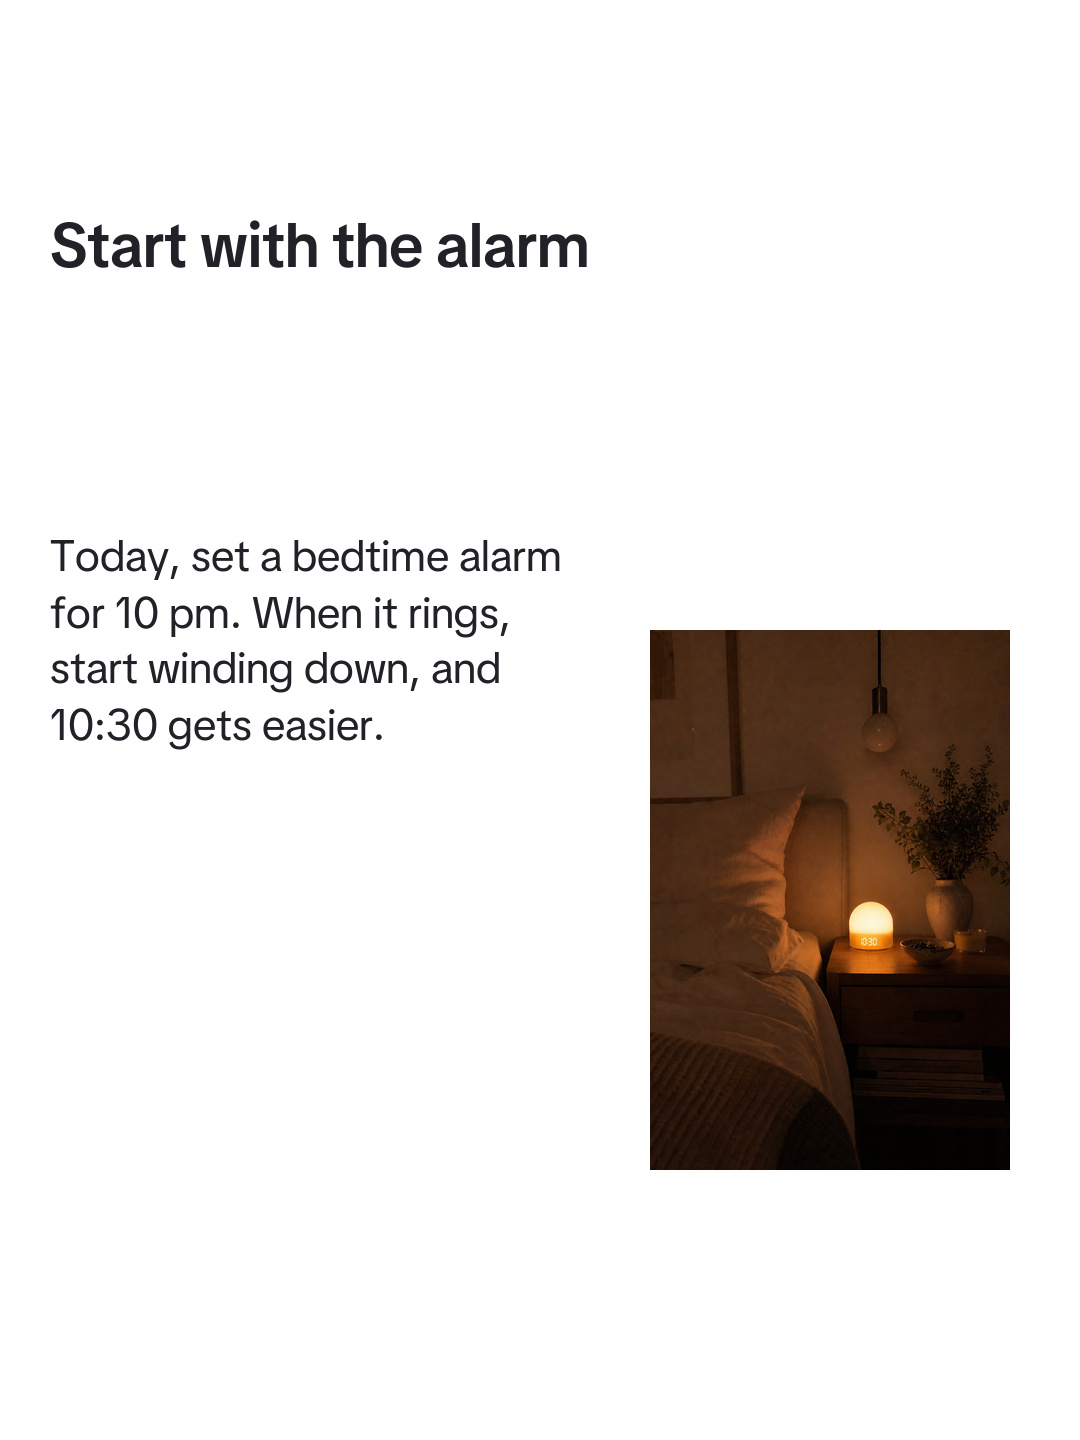 Start with the alarm
Today, set a bedtime alarm
for 10 pm. When it rings,
start winding down, and
10:30 gets easier.
10:30